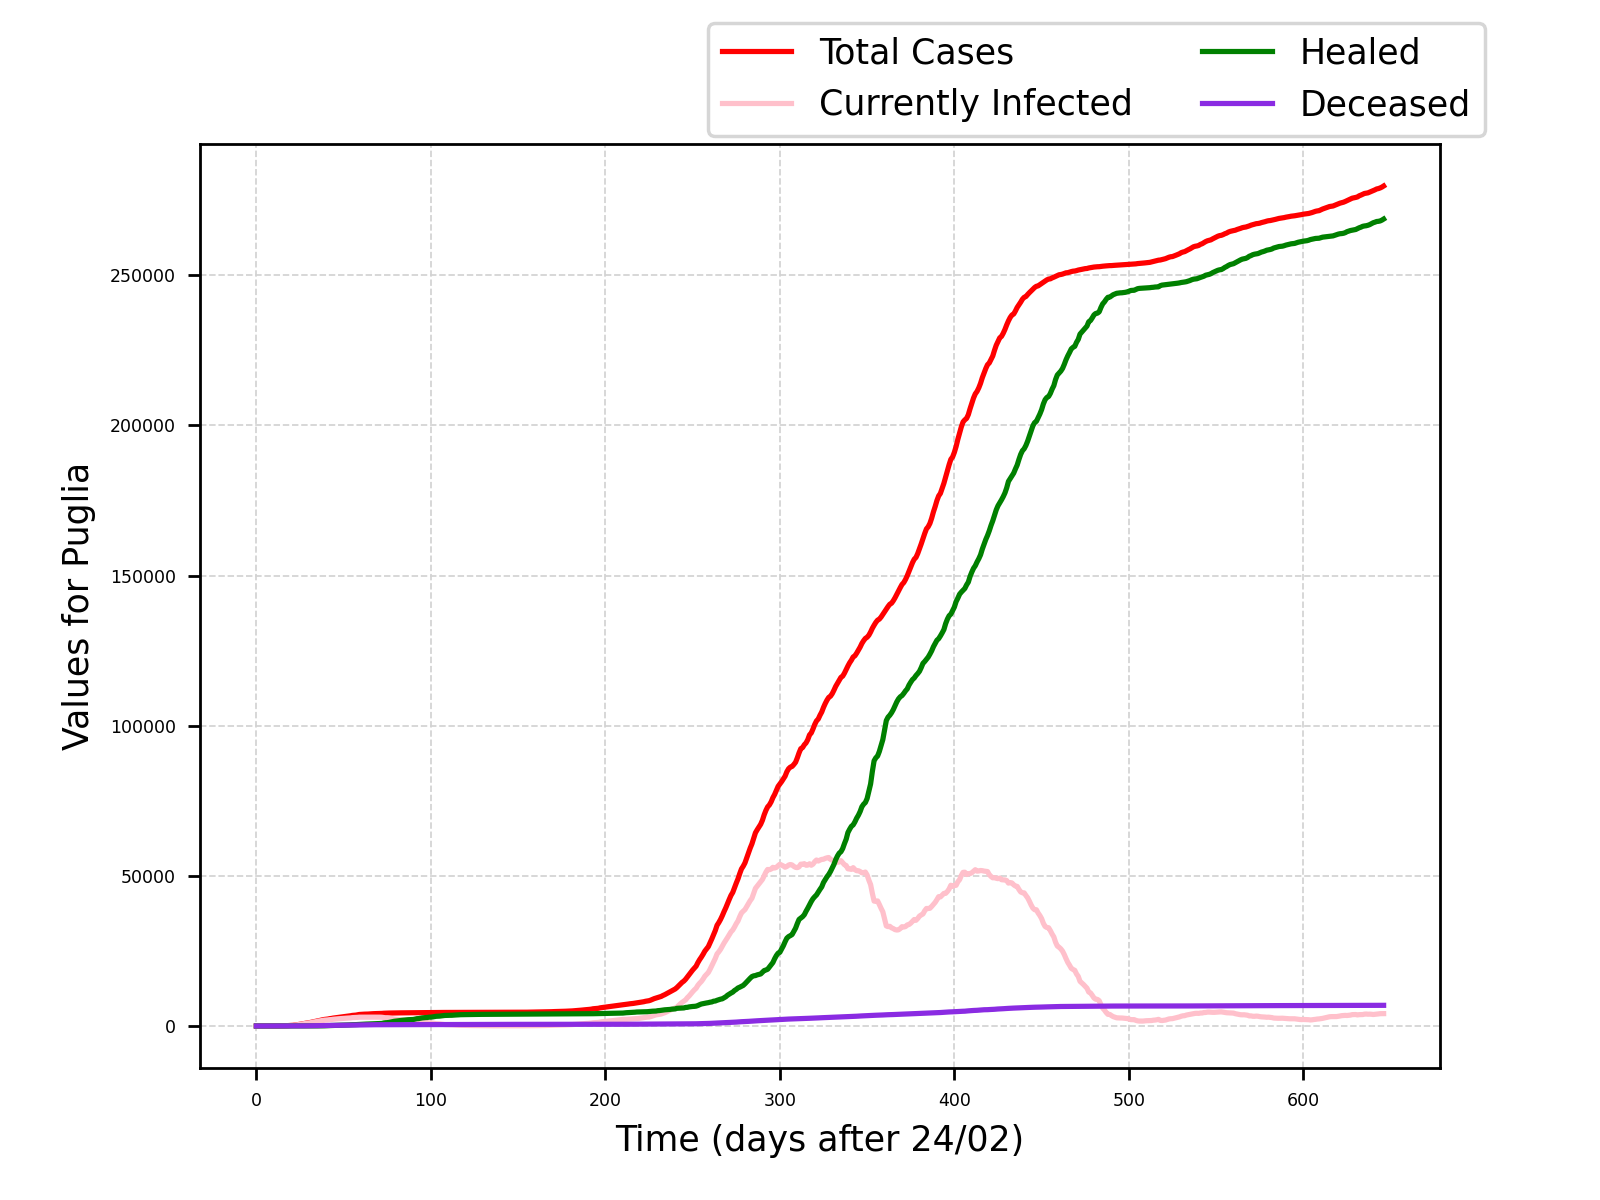 Total Cases
Healed
Currently Infected
Deceased
Values for Puglia
250000
200000
150000
100000
50000
0
0 100 200 300 400 500 600
Time (days after 24/02)